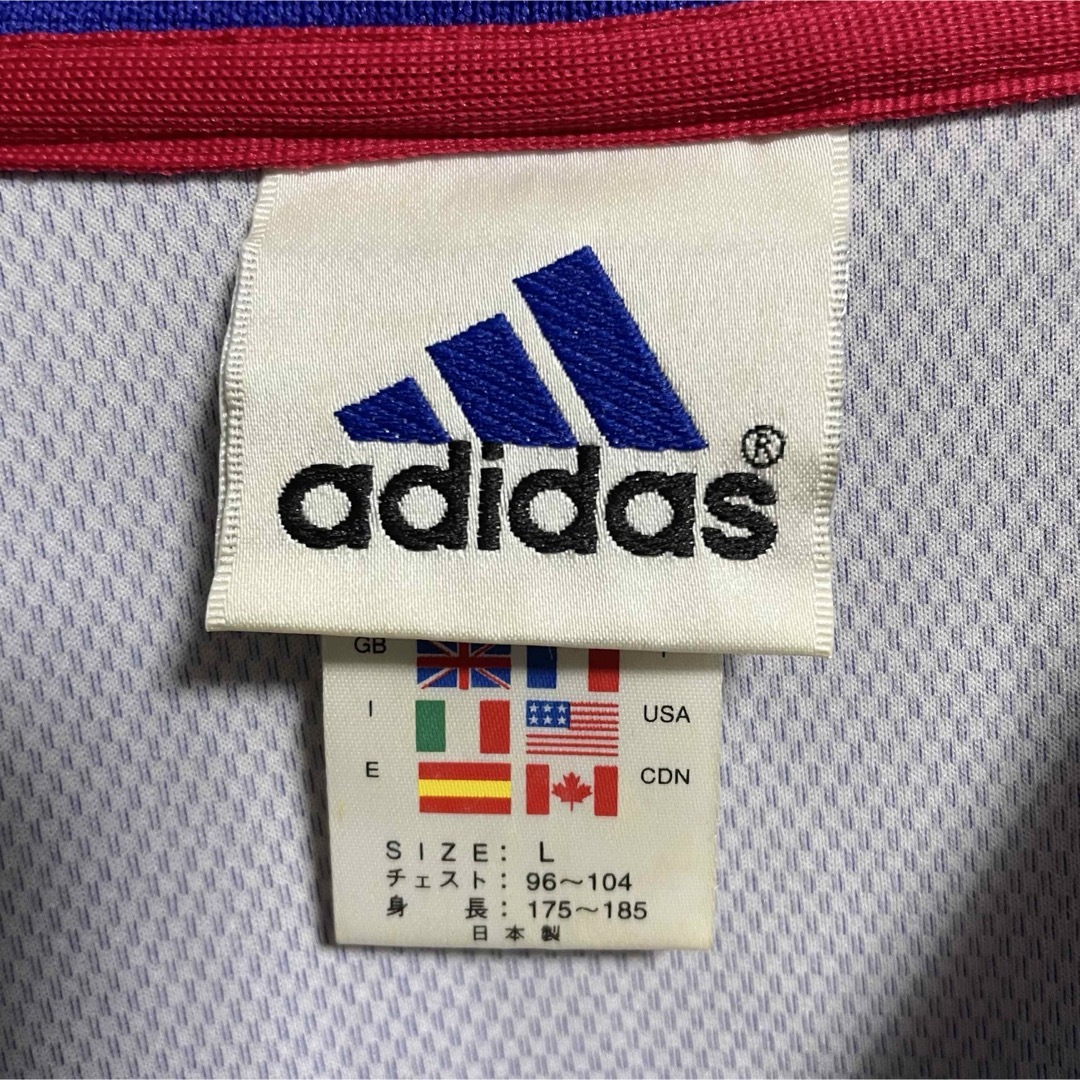 adidas®
GB
I USA
E CDN
SIZE: L
チェスト: 96〜104
身 長: 175〜185
日本製